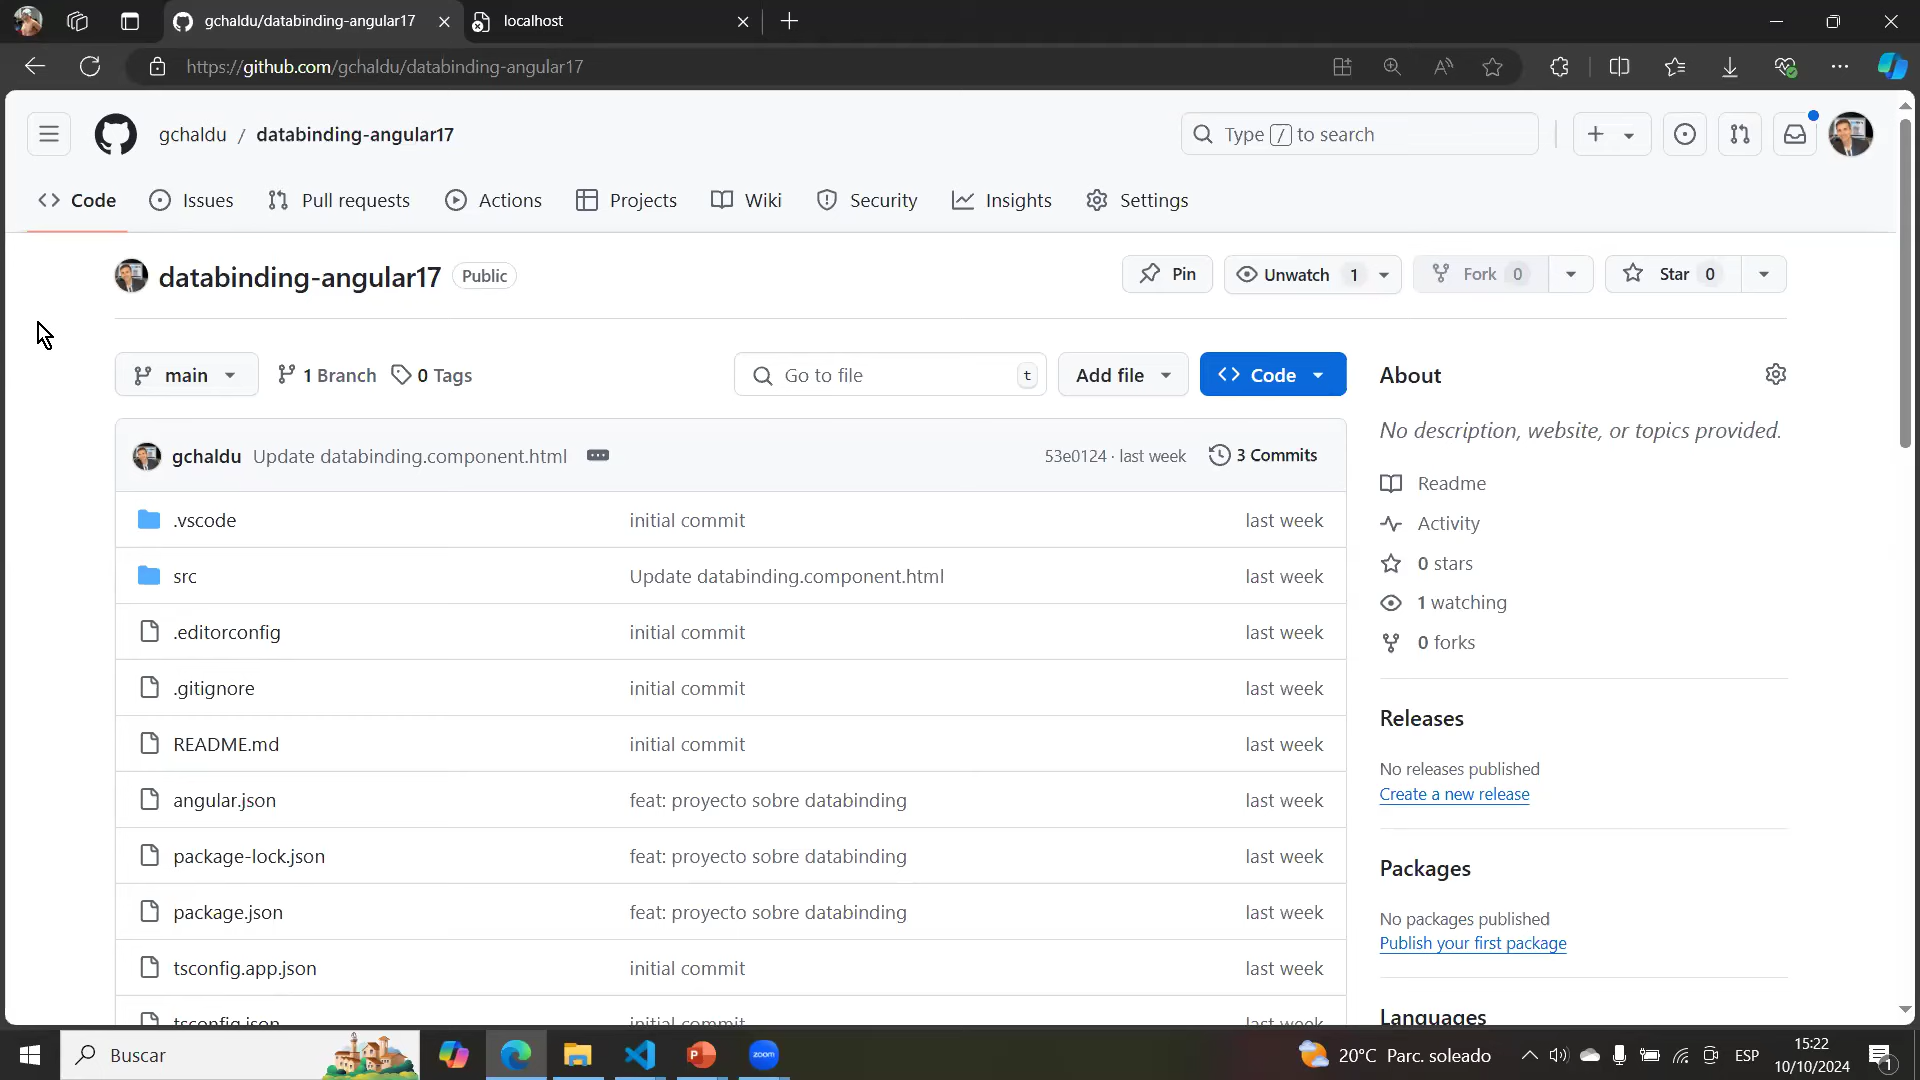 gchaldu/databinding-angular17
localhost
https://github.com/gchaldu/databinding-angular17
gchaldu / databinding-angular17
Type / to search
Code
Issues
Pull requests
Actions
Projects
Wiki
Security
Insights
Settings
databinding-angular17
Public
Pin
Unwatch 1
Fork 0
Star 0
main
1 Branch
0 Tags
Go to file
t
Add file
Code
About
No description, website, or topics provided.
gchaldu Update databinding.component.html
53e0124 · last week
3 Commits
.vscode initial commit last week
src Update databinding.component.html last week
.editorconfig initial commit last week
.gitignore initial commit last week
README.md initial commit last week
angular.json feat: proyecto sobre databinding last week
package-lock.json feat: proyecto sobre databinding last week
package.json feat: proyecto sobre databinding last week
tsconfig.app.json initial commit last week
tsconfig.json initial commit last week
Readme
Activity
0 stars
1 watching
0 forks
Releases
No releases published
Create a new release
Packages
No packages published
Publish your first package
Languages
Buscar
zoom
20°C Parc. soleado
ESP
15:22
10/10/2024
1